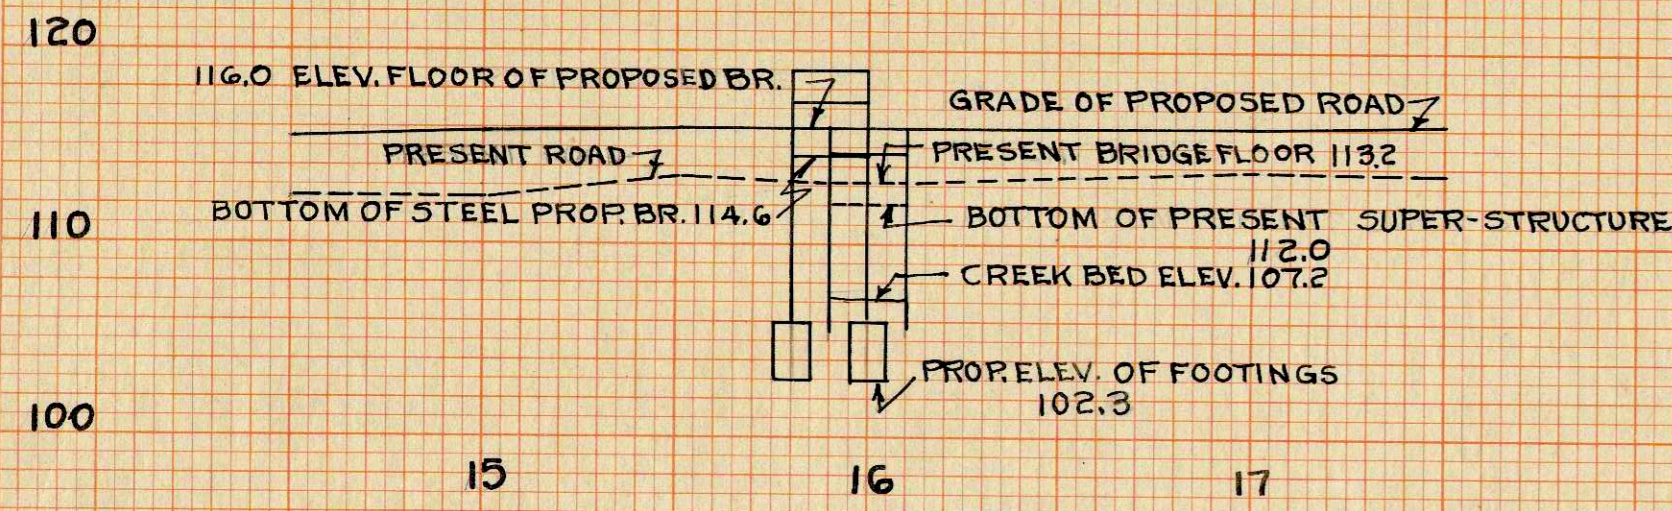 120
116.0 ELEV. FLOOR OF PROPOSED BR.
GRADE OF PROPOSED ROAD
PRESENT ROAD
PRESENT BRIDGE FLOOR 113.2
BOTTOM OF STEEL PROP. BR. 114.6
110
BOTTOM OF PRESENT SUPER-STRUCTURE
112.0
CREEK BED ELEV. 107.2
PROP. ELEV. OF FOOTINGS
102.3
100
15 16 17